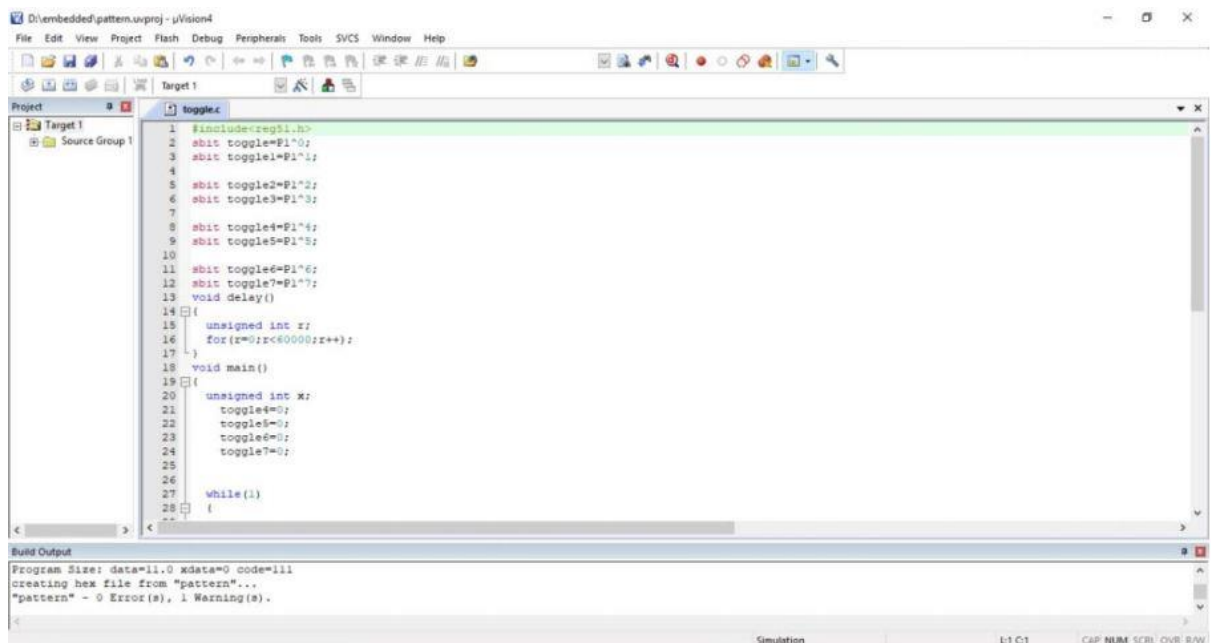 D:\embedded\pattern.uvproj - µVision4
File Edit View Project Flash Debug Peripherals Tools SVCS Window Help
Target 1
Project
toggle.c
Target 1
Source Group 1
1 #include<reg51.h>
2 sbit toggle=P1^0;
3 sbit toggle1=P1^1;
4
5 sbit toggle2=P1^2;
6 sbit toggle3=P1^3;
7
8 sbit toggle4=P1^4;
9 sbit toggle5=P1^5;
10
11 sbit toggle6=P1^6;
12 sbit toggle7=P1^7;
13 void delay()
14 {
15 unsigned int r;
16 for(r=0;r<60000;r++);
17 }
18 void main()
19 {
20 unsigned int x;
21 toggle4=0;
22 toggle5=0;
23 toggle6=0;
24 toggle7=0;
25
26
27 while(1)
28 {
Build Output
Program Size: data=11.0 xdata=0 code=111
creating hex file from "pattern"...
"pattern" - 0 Error(s), 1 Warning(s).
Simulation L:1 C:1 CAP NUM SCRL OVR R/W